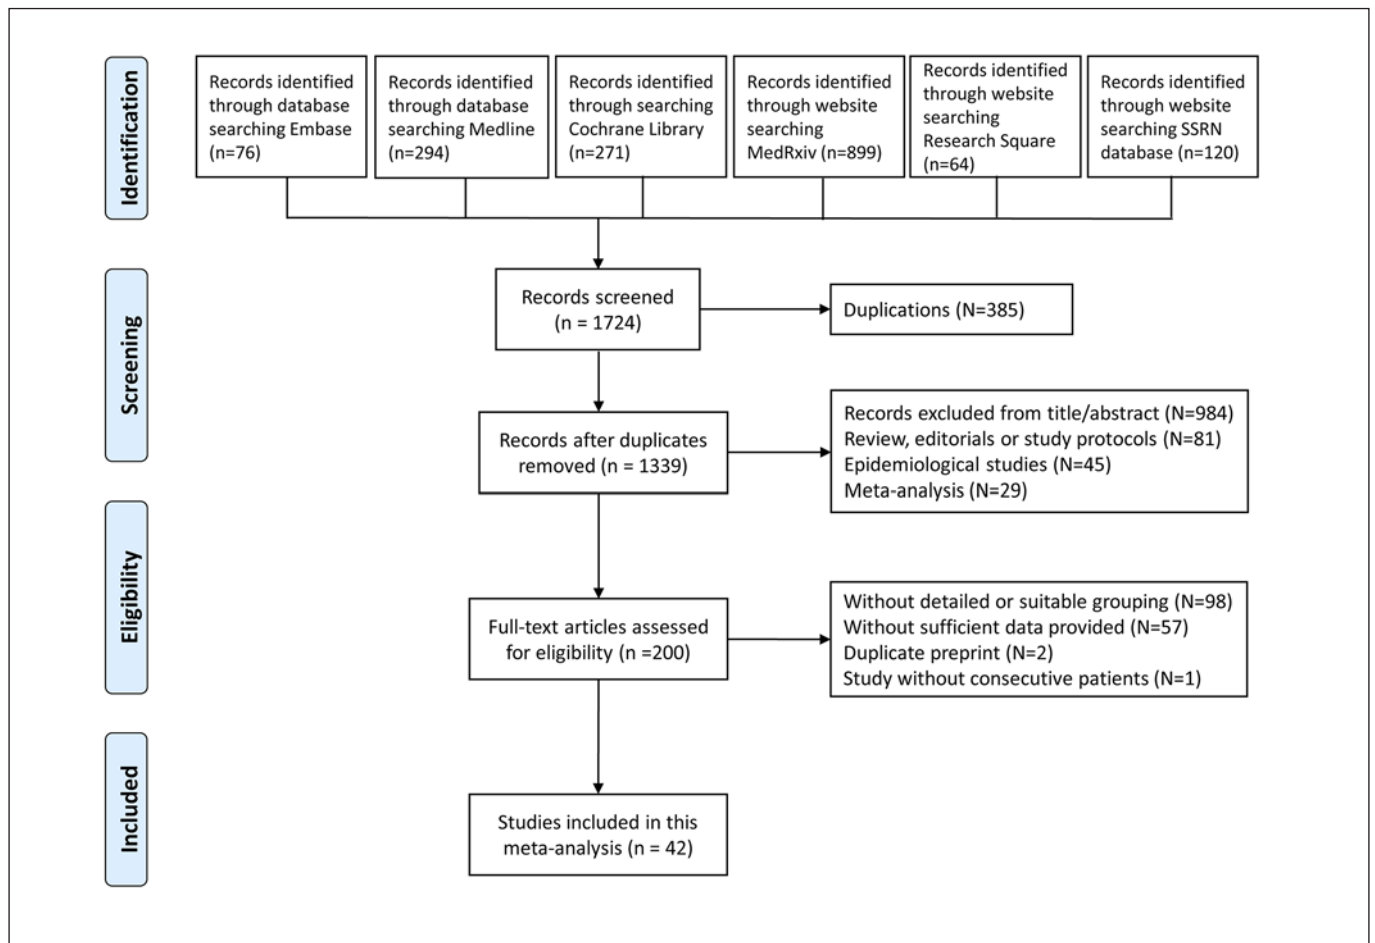 Identification
Records identified
through database
searching Embase
(n=76)
Records identified
through database
searching Medline
(n=294)
Records identified
through searching
Cochrane Library
(n=271)
Records identified
through website
searching
MedRxiv (n=899)
Records identified
through website
searching
Research Square
(n=64)
Records identified
through website
searching SSRN
database (n=120)
Screening
Records screened
(n = 1724)
Duplications (N=385)
Records after duplicates
removed (n = 1339)
Records excluded from title/abstract (N=984)
Review, editorials or study protocols (N=81)
Epidemiological studies (N=45)
Meta-analysis (N=29)
Eligibility
Full-text articles assessed
for eligibility (n =200)
Without detailed or suitable grouping (N=98)
Without sufficient data provided (N=57)
Duplicate preprint (N=2)
Study without consecutive patients (N=1)
Included
Studies included in this
meta-analysis (n = 42)